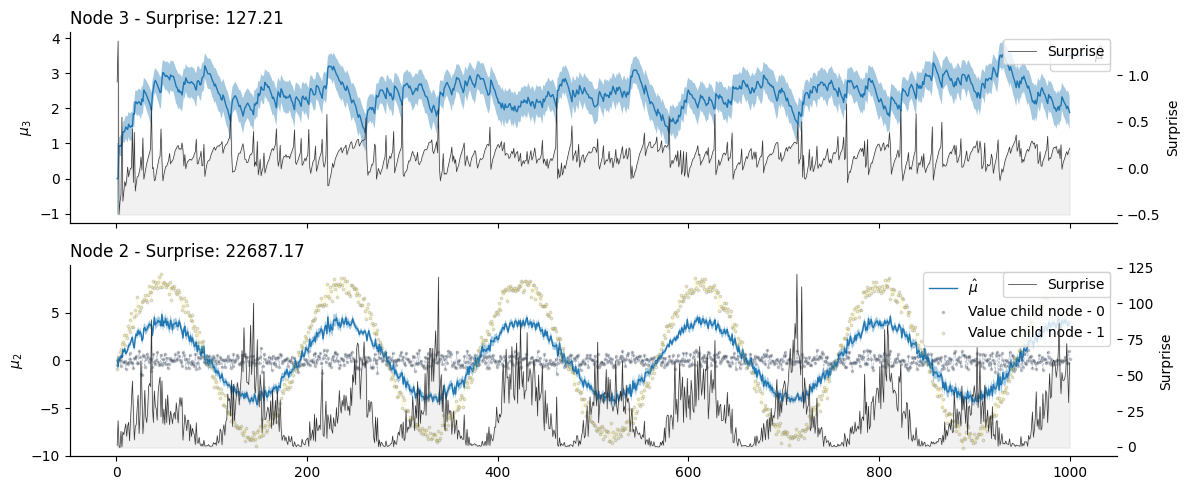 Node 3 - Surprise: 127.21
4
3
2
1
0
−1
μ₃
Surprise
1.0
0.5
0.0
−0.5
Surprise
Node 2 - Surprise: 22687.17
5
0
−5
−10
μ₂
μ̂
Value child node - 0
Value child node - 1
Surprise
125
100
75
50
25
0
Surprise
0
200
400
600
800
1000